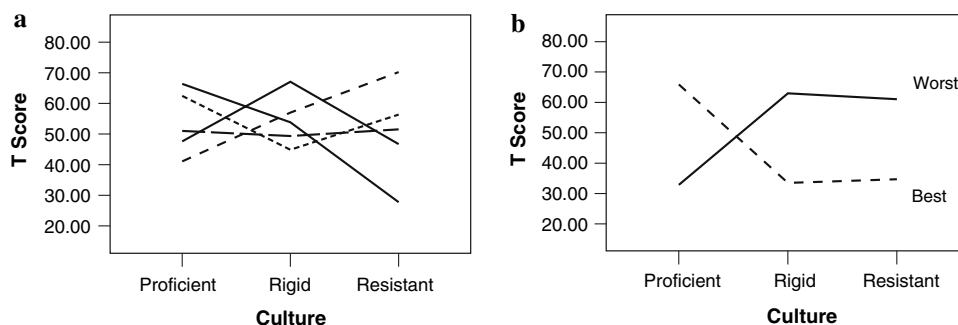 a
T Score
80.00
70.00
60.00
50.00
40.00
30.00
20.00
Proficient Rigid Resistant
Culture
b
T Score
80.00
70.00
60.00
50.00
40.00
30.00
20.00
Worst
Best
Proficient Rigid Resistant
Culture